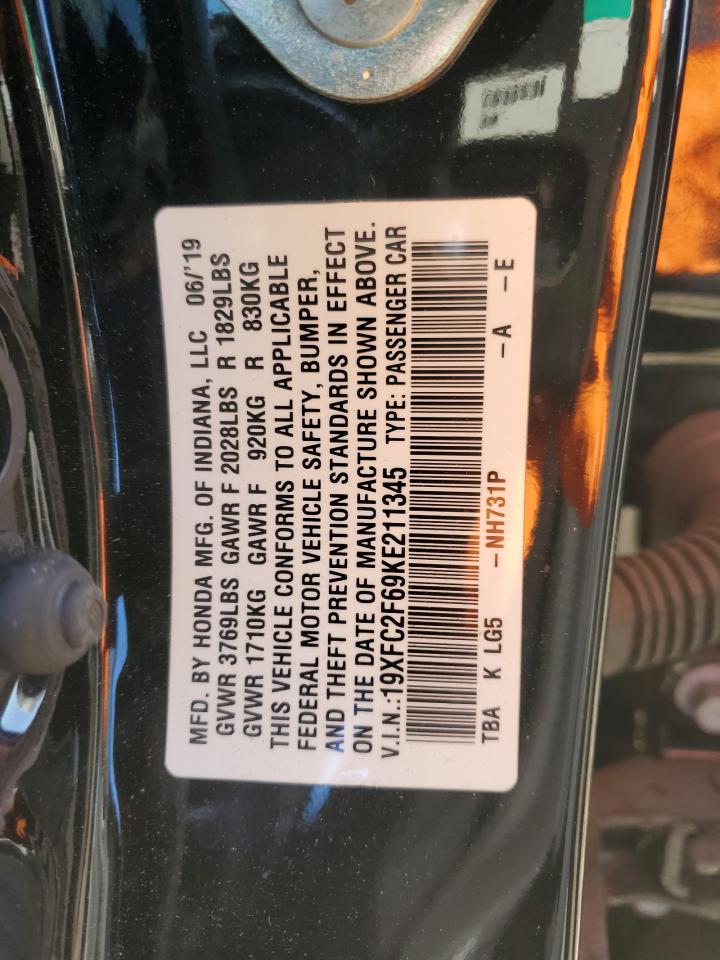 MFD. BY HONDA MFG. OF INDIANA, LLC 06/'19
GVWR 3769LBS GAWR F 2028LBS R 1829LBS
GVWR 1710KG GAWR F 920KG R 830KG
THIS VEHICLE CONFORMS TO ALL APPLICABLE
FEDERAL MOTOR VEHICLE SAFETY, BUMPER,
AND THEFT PREVENTION STANDARDS IN EFFECT
ON THE DATE OF MANUFACTURE SHOWN ABOVE.
V.I.N.:19XFC2F69KE211345 TYPE: PASSENGER CAR
TBA K LG5 -NH731P -A -E